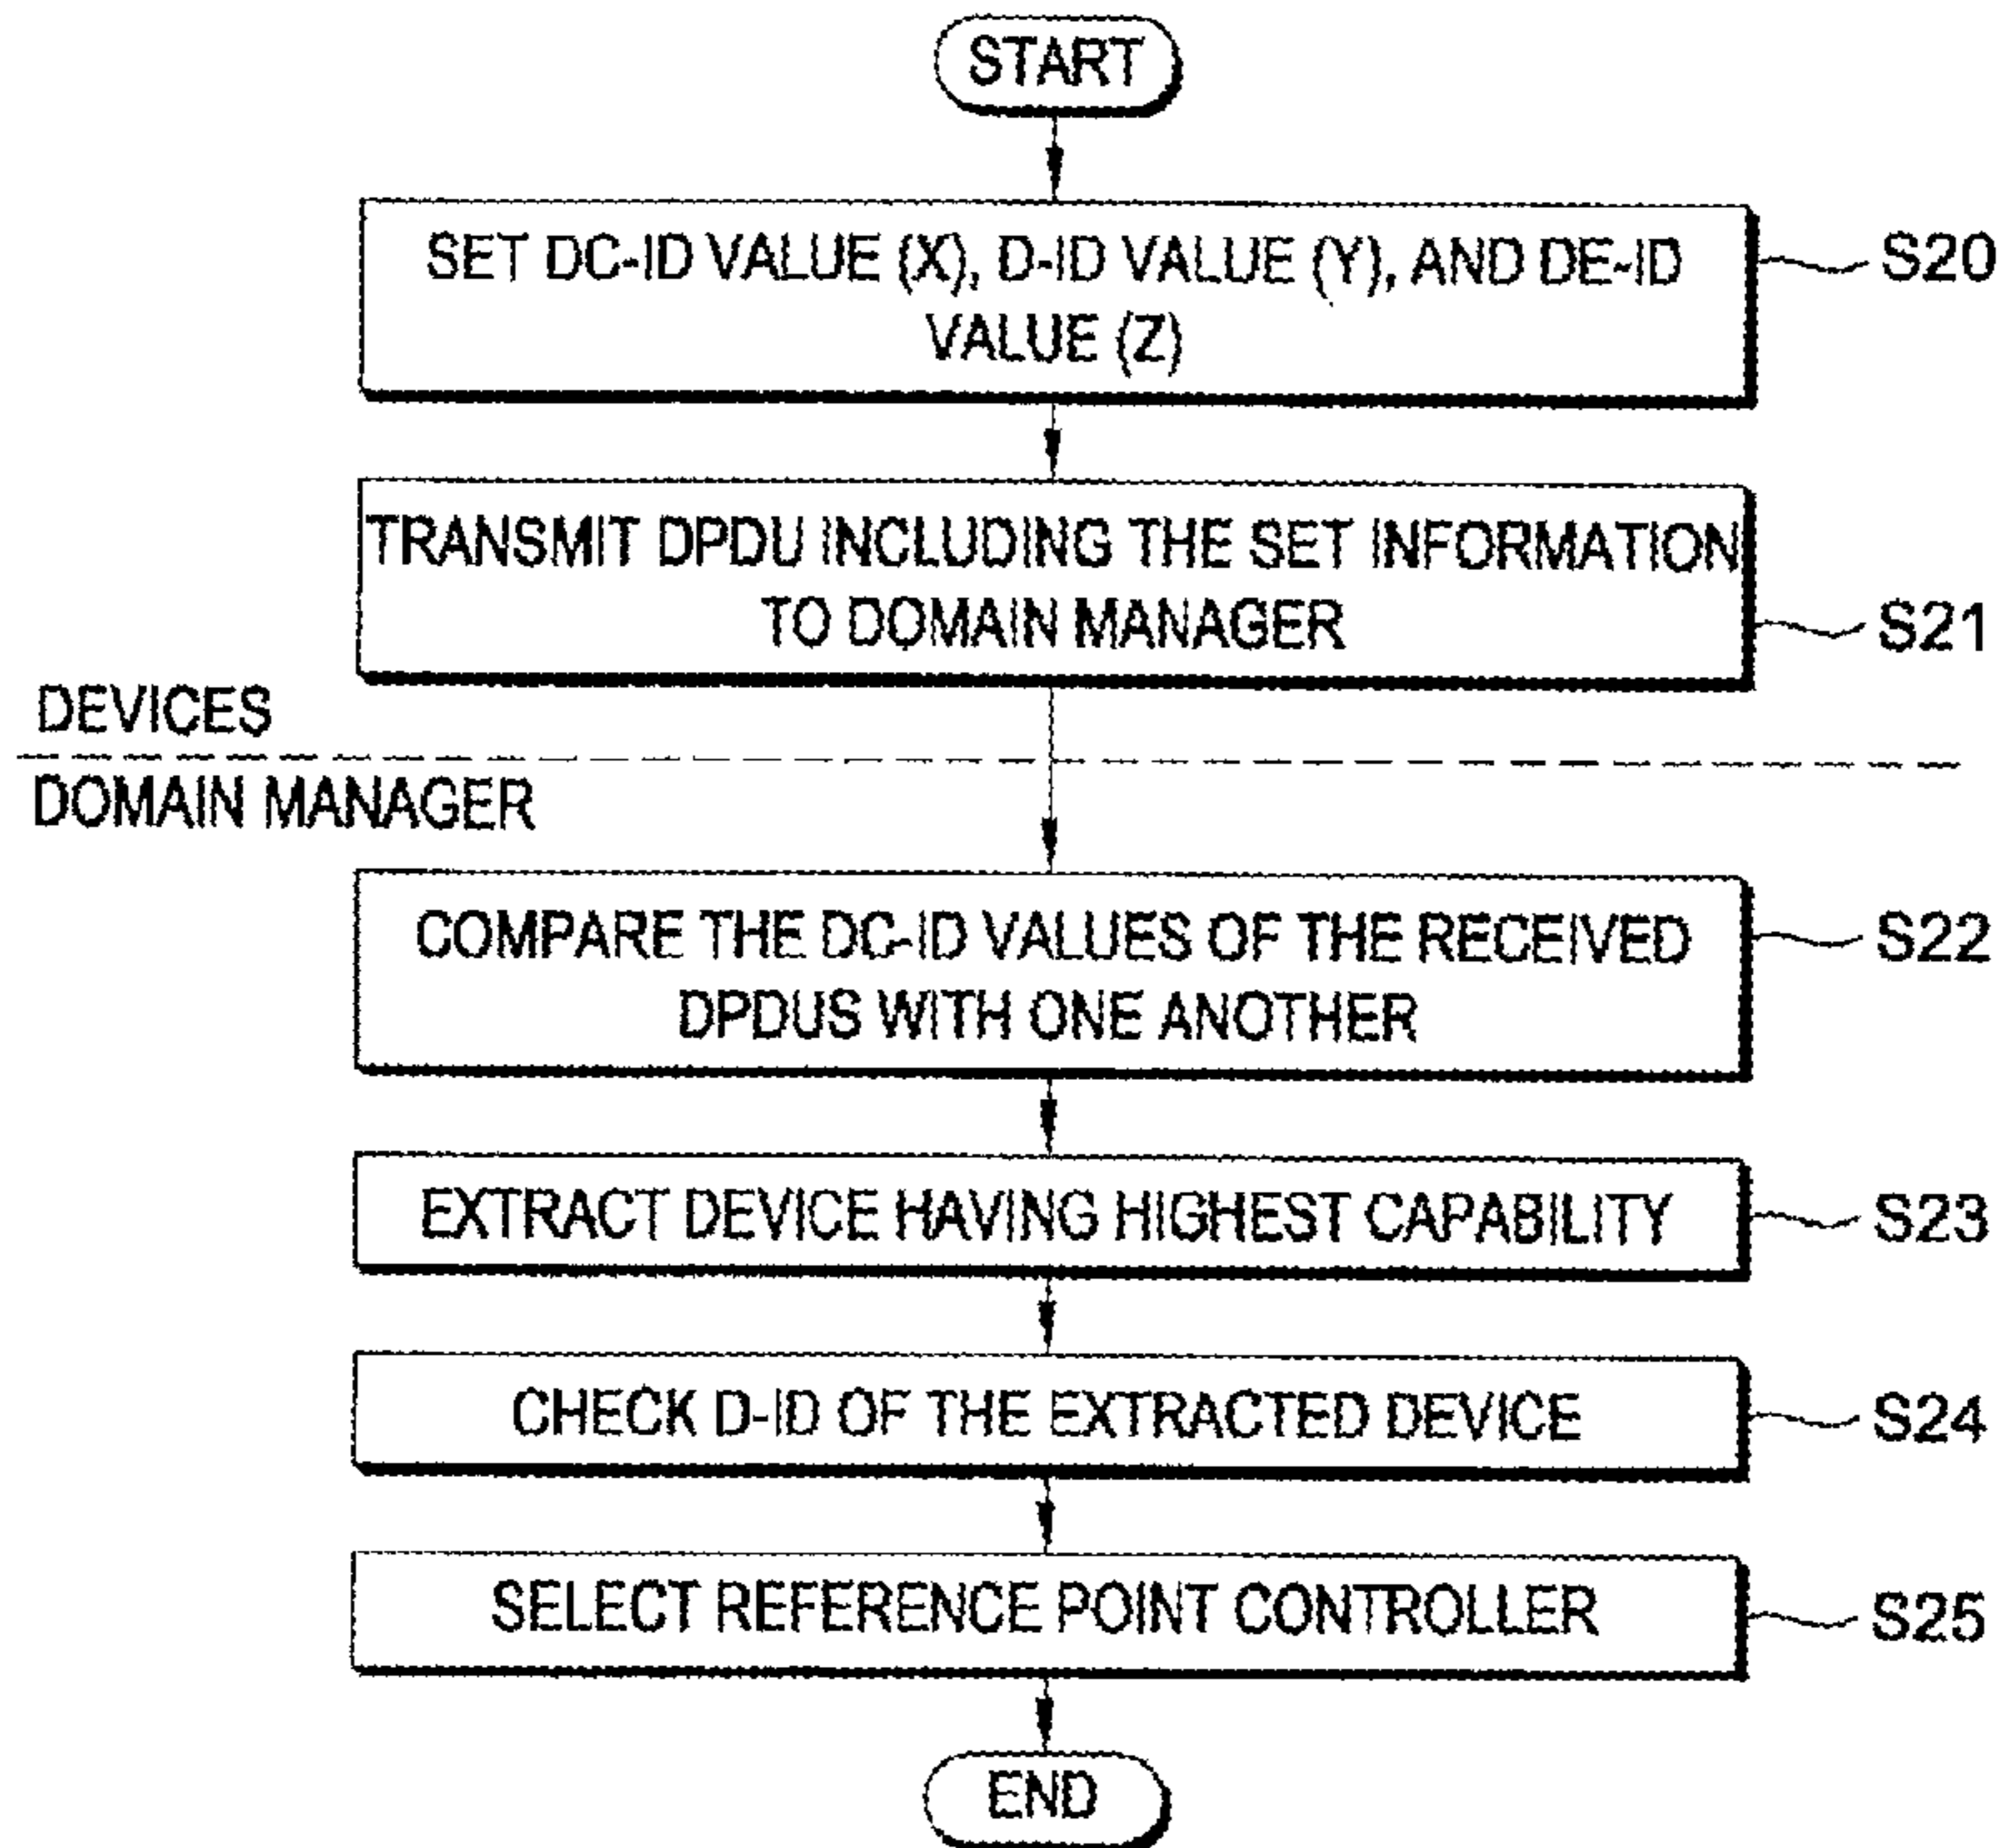 START
SET DC-ID VALUE (X), D-ID VALUE (Y), AND DE-ID
VALUE (Z)
S20
TRANSMIT DPDU INCLUDING THE SET INFORMATION
TO DOMAIN MANAGER
S21
DEVICES
DOMAIN MANAGER
COMPARE THE DC-ID VALUES OF THE RECEIVED
DPDUS WITH ONE ANOTHER
S22
EXTRACT DEVICE HAVING HIGHEST CAPABILITY
S23
CHECK D-ID OF THE EXTRACTED DEVICE
S24
SELECT REFERENCE POINT CONTROLLER
S25
END